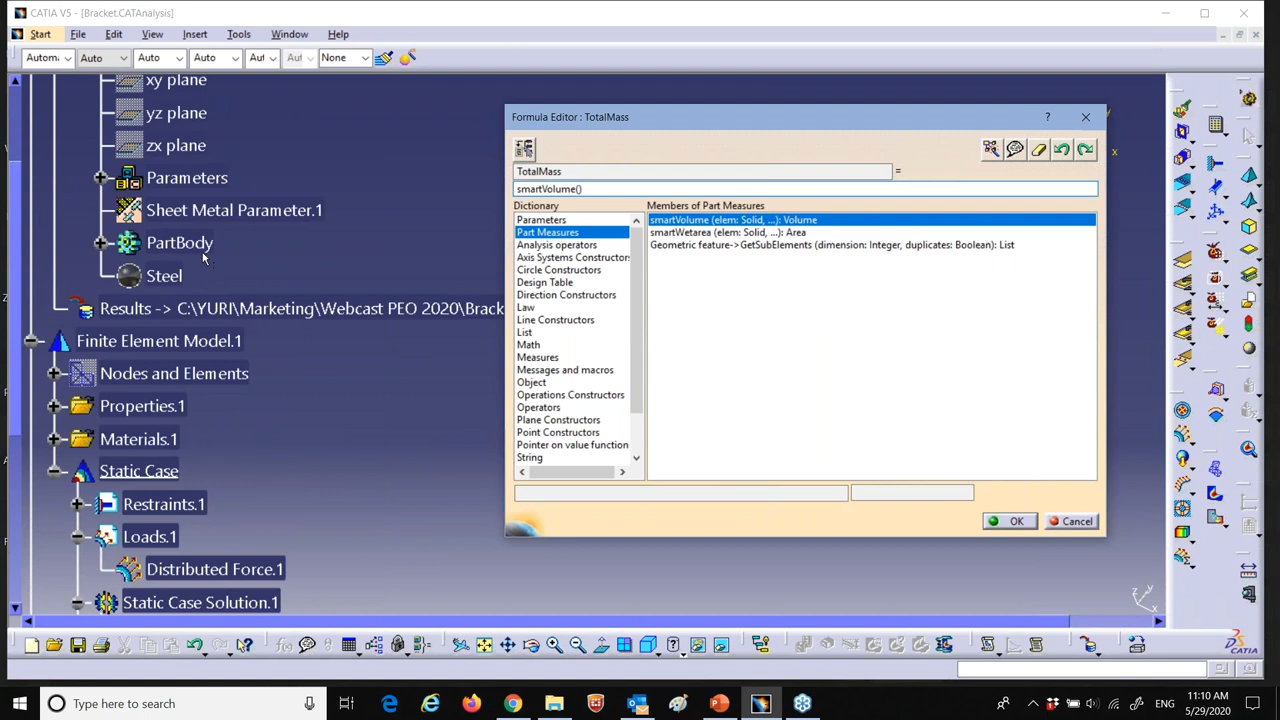 CATIA V5 - [Bracket.CATAnalysis]
Start File Edit View Insert Tools Window Help
Autom Auto Auto Auto Aut Aut None
xy plane
yz plane
zx plane
Parameters
Sheet Metal Parameter.1
PartBody
Steel
Results -> C:\YURI\Marketing\Webcast PEO 2020\Brack
Finite Element Model.1
Nodes and Elements
Properties.1
Materials.1
Static Case
Restraints.1
Loads.1
Distributed Force.1
Static Case Solution.1
Formula Editor : TotalMass
?
TotalMass =
smartVolume()
Dictionary Members of Part Measures
Parameters
Part Measures
Analysis operators
Axis Systems Constructors
Circle Constructors
Design Table
Direction Constructors
Law
Line Constructors
List
Math
Measures
Messages and macros
Object
Operations Constructors
Operators
Plane Constructors
Point Constructors
Pointer on value function
String
smartVolume (elem: Solid, ...): Volume
smartWetarea (elem: Solid, ...): Area
Geometric feature->GetSubElements (dimension: Integer, duplicates: Boolean): List
OK Cancel
y
x
z y
x
CATIA
Type here to search
ENG
11:10 AM
5/29/2020